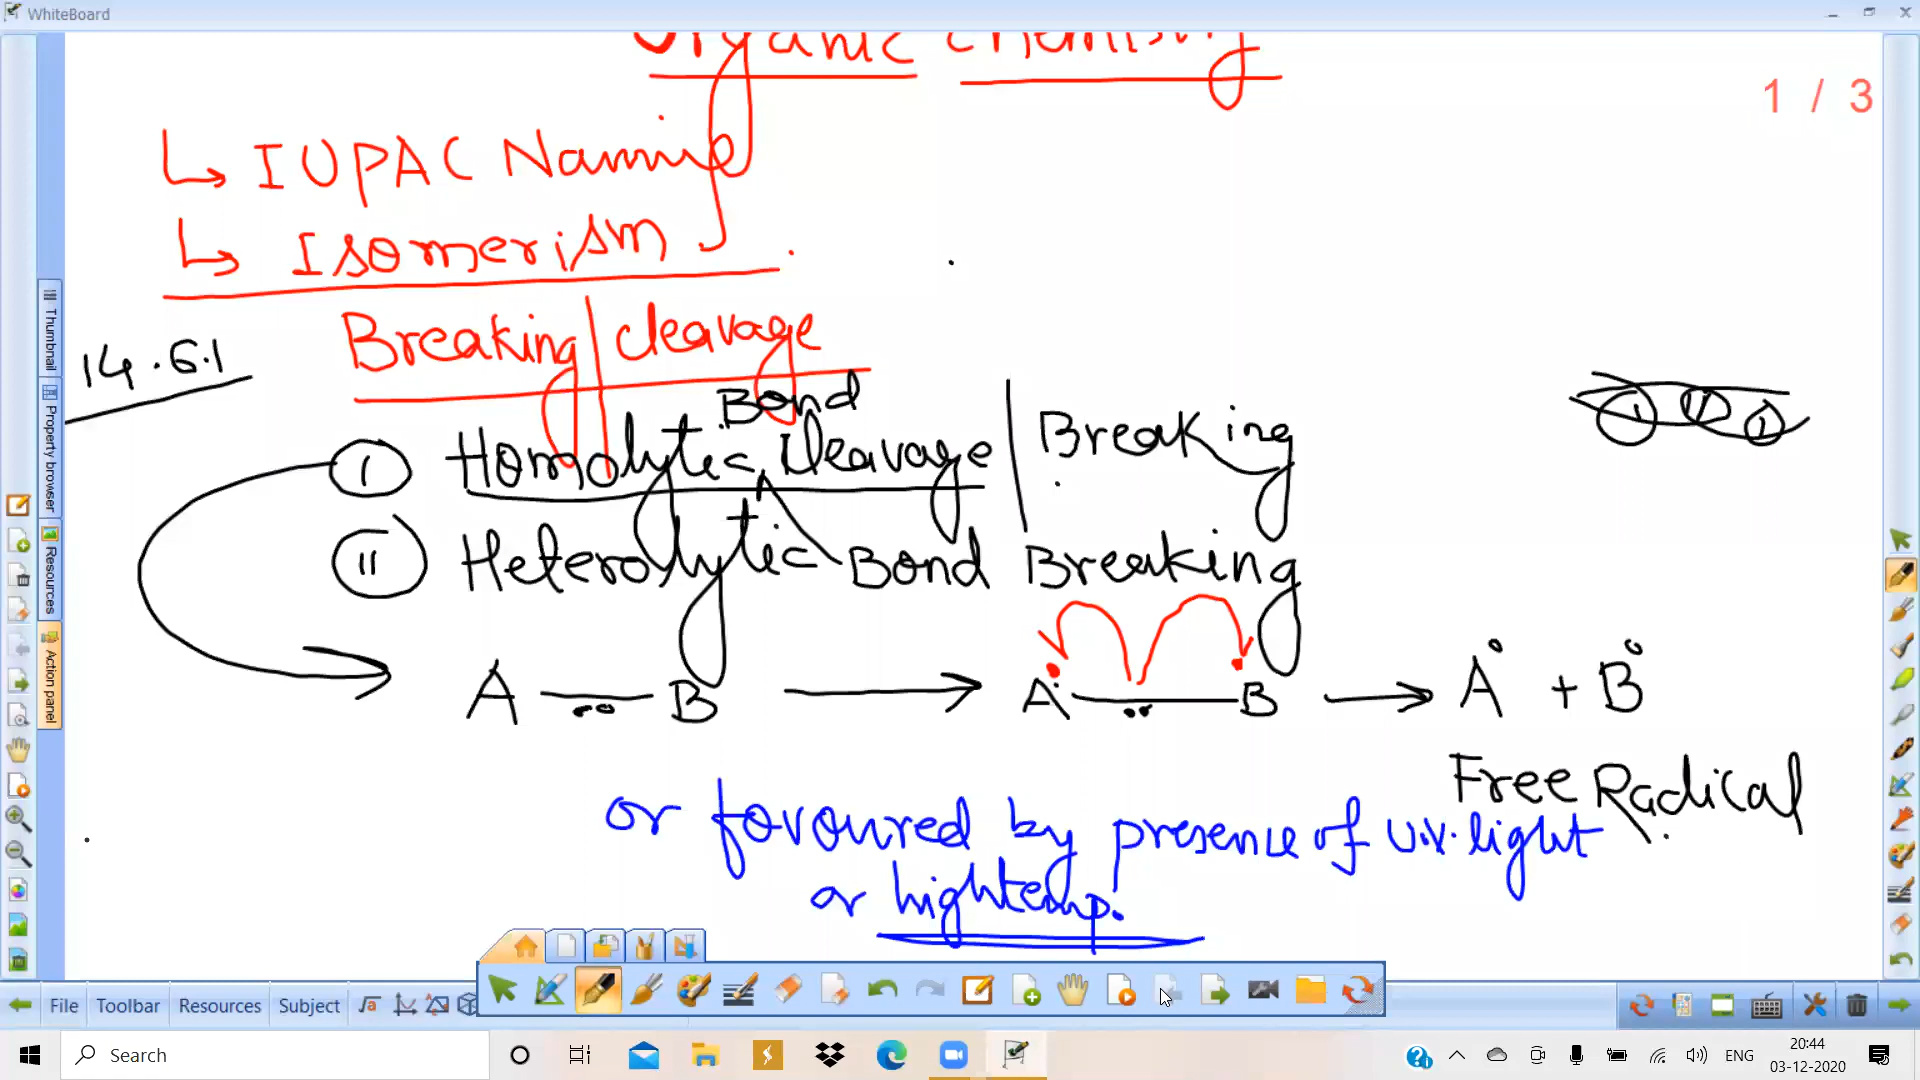 WhiteBoard
Organic Chemistry
1 / 3
↳ IUPAC Naming
↳ Isomerism
Breaking / cleavage
14.6.1
Bond
I Homolytic Cleavage | Breaking
II Heterolytic Bond Breaking
A — B → A — B → A° + B°
Free Radical
or favoured by presence of U.V. light
or high temp.
Thumbnail
Property browser
Resources
Action panel
File Toolbar Resources Subject
Search
ENG
20:44
03-12-2020